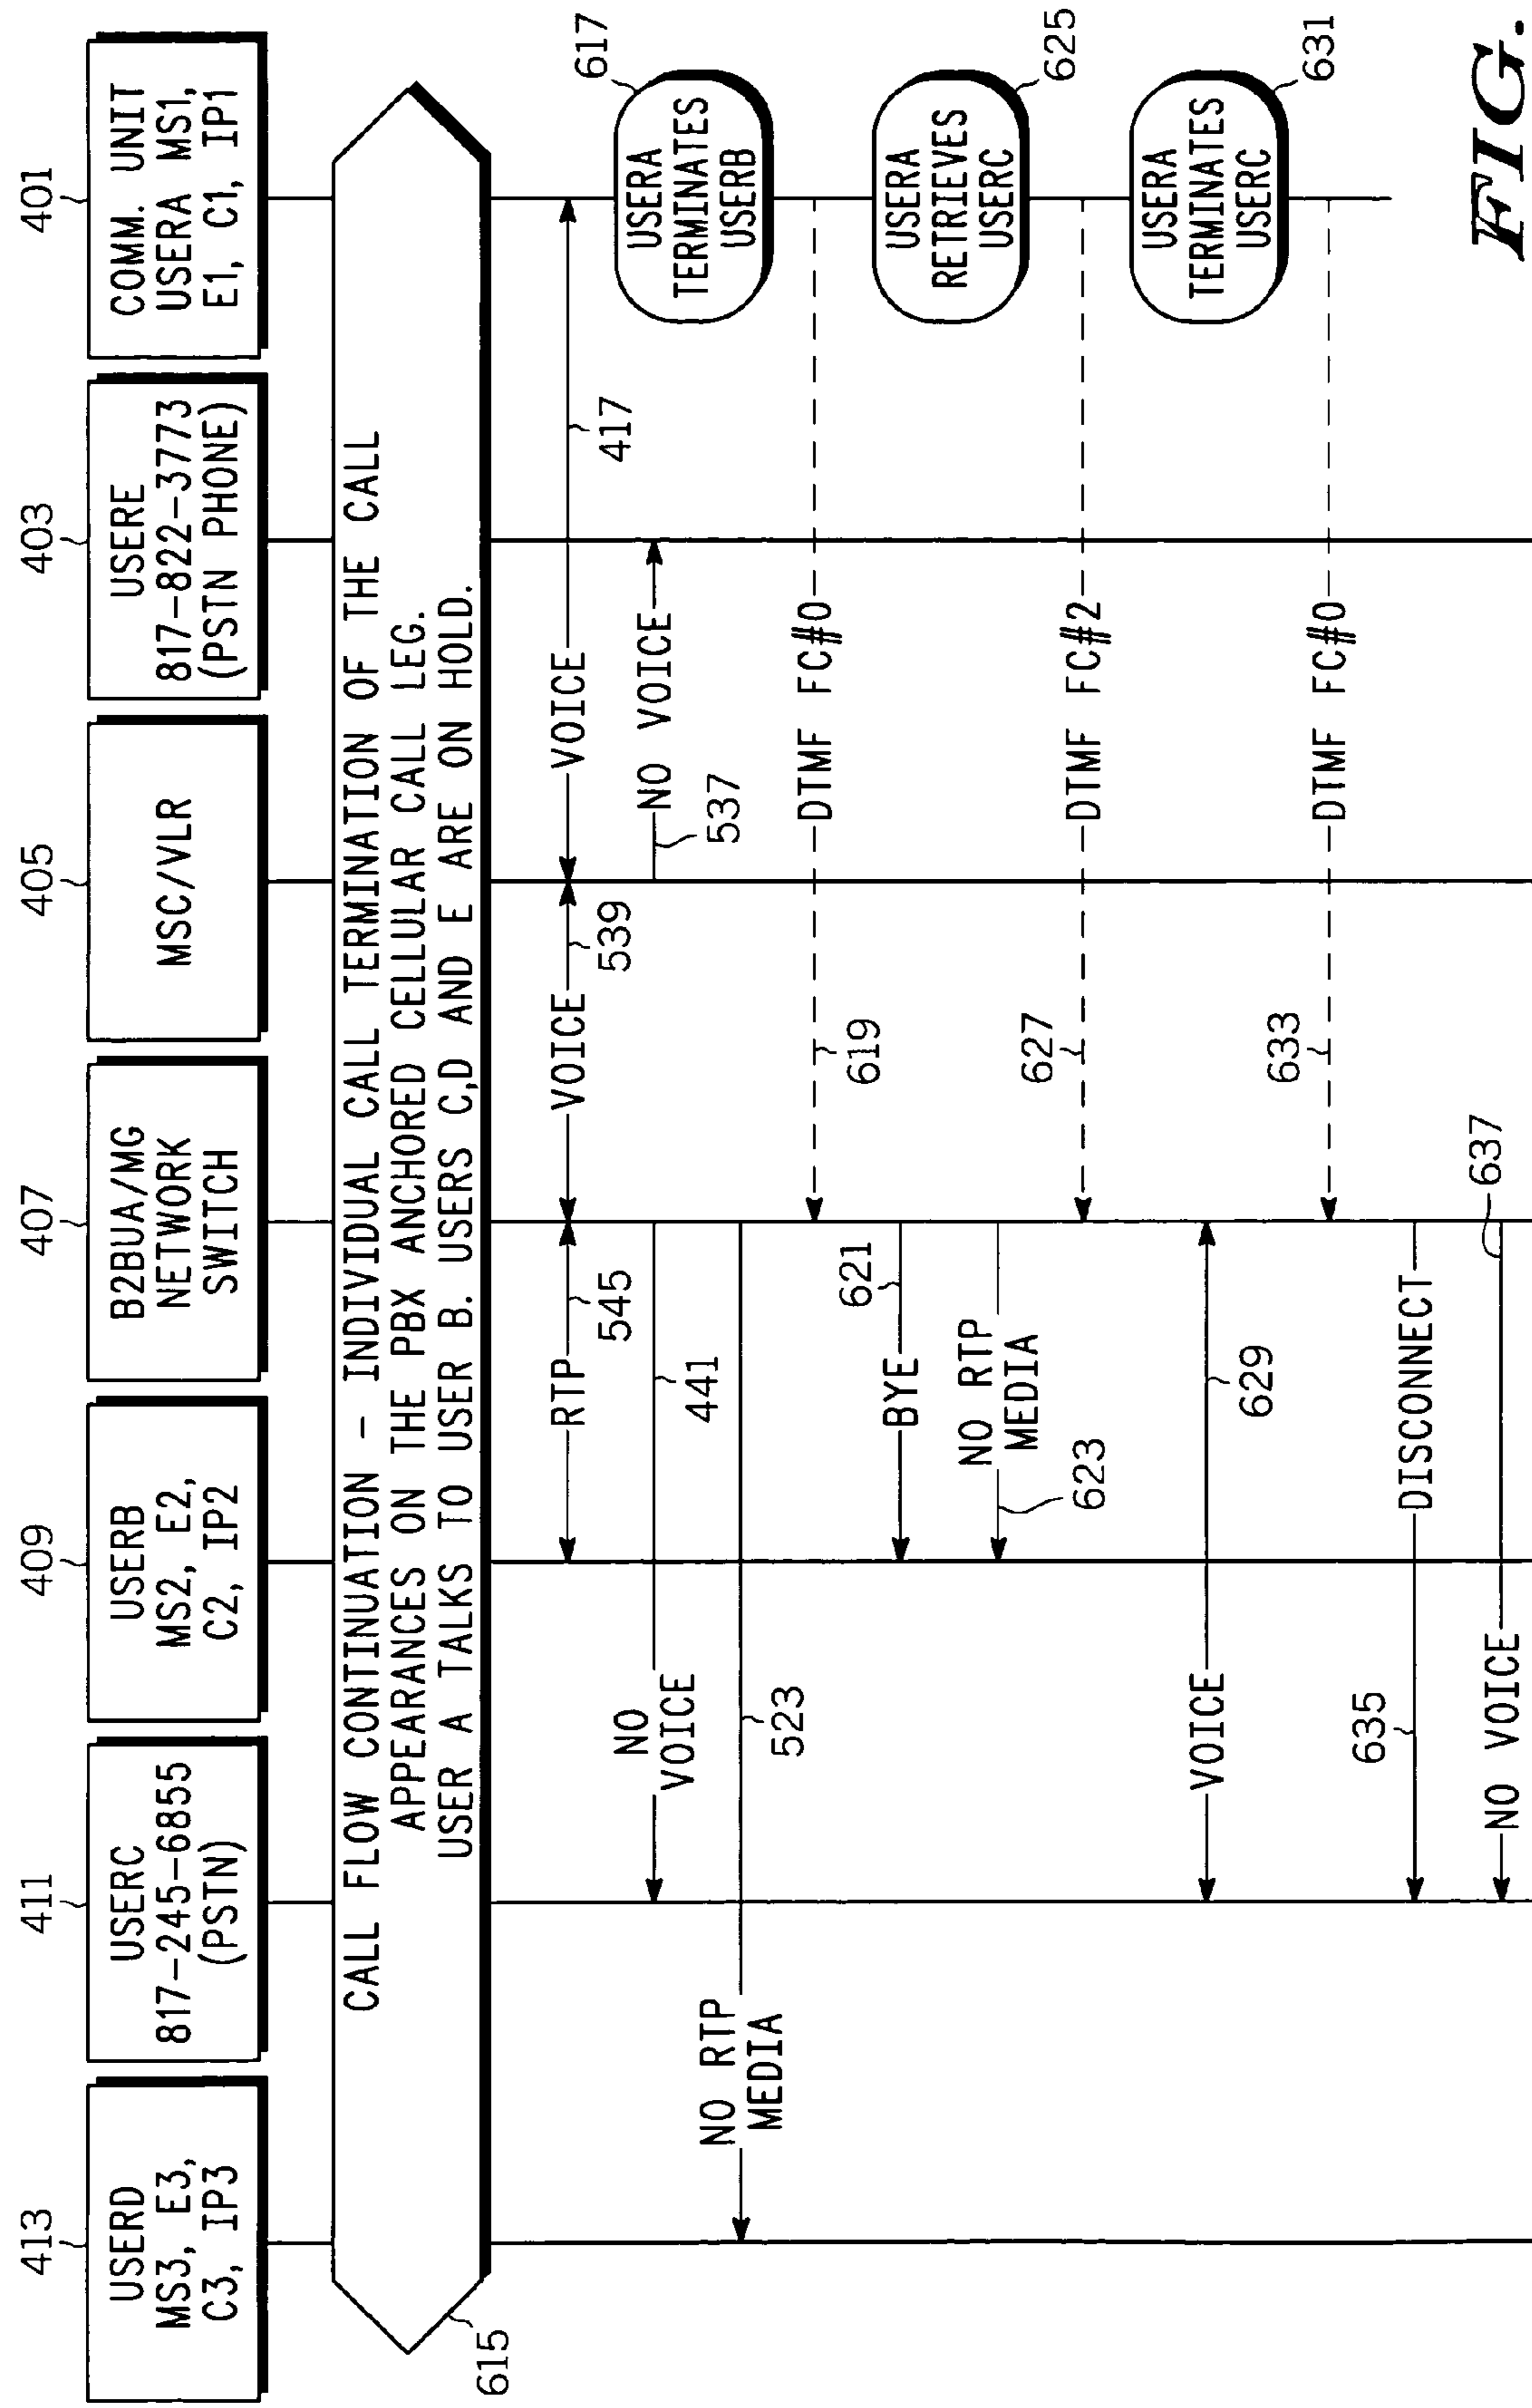 413
411
409
407
405
403
401
USERD
MS3, E3,
C3, IP3
USERC
817-245-6855
(PSTN)
USERB
MS2, E2,
C2, IP2
B2BUA/MG
NETWORK
SWITCH
MSC/VLR
USERE
817-822-3773
(PSTN PHONE)
COMM. UNIT
USERA MS1,
E1, C1, IP1
CALL FLOW CONTINUATION - INDIVIDUAL CALL TERMINATION OF THE CALL
APPEARANCES ON THE PBX ANCHORED CELLULAR CALL LEG.
USER A TALKS TO USER B. USERS C,D AND E ARE ON HOLD.
615
RTP
545
VOICE
539
VOICE
417
NO
VOICE
441
NO VOICE
537
USERA
TERMINATES
USERB
617
NO RTP
MEDIA
523
DTMF FC#0
619
BYE
621
NO RTP
MEDIA
623
USERA
RETRIEVES
USERC
625
DTMF FC#2
627
VOICE
629
USERA
TERMINATES
USERC
631
DTMF FC#0
633
DISCONNECT
635
NO VOICE
637
FIG.